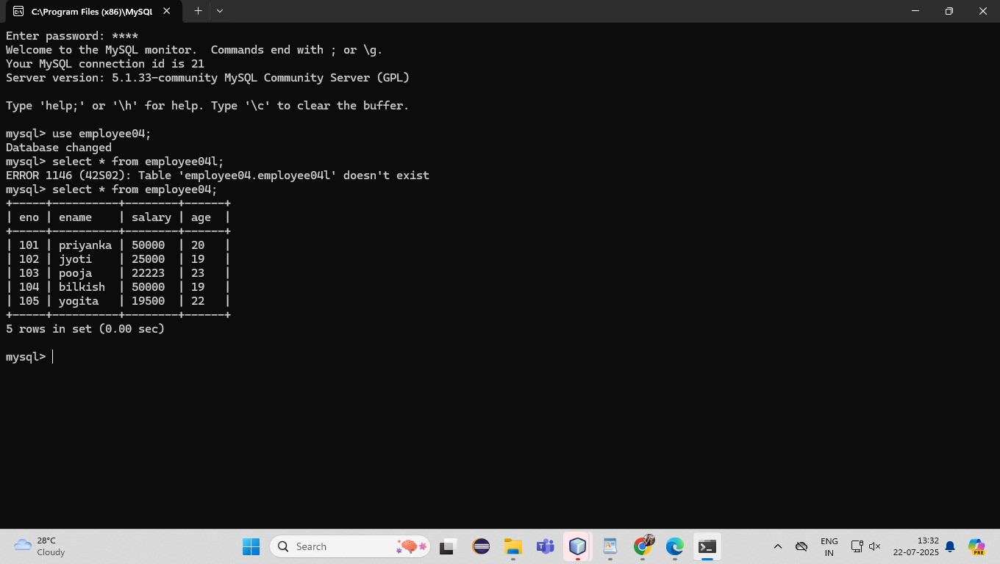 C:\Program Files (x86)\MySQL
Enter password: ****
Welcome to the MySQL monitor.  Commands end with ; or \g.
Your MySQL connection id is 21
Server version: 5.1.33-community MySQL Community Server (GPL)
Type 'help;' or '\h' for help. Type '\c' to clear the buffer.
mysql> use employee04;
Database changed
mysql> select * from employee04l;
ERROR 1146 (42S02): Table 'employee04.employee04l' doesn't exist
mysql> select * from employee04;
+-----+----------+--------+------+
| eno | ename    | salary | age  |
+-----+----------+--------+------+
| 101 | priyanka | 50000  | 20   |
| 102 | jyoti    | 25000  | 19   |
| 103 | pooja    | 22223  | 23   |
| 104 | bilkish  | 50000  | 19   |
| 105 | yogita   | 19500  | 22   |
+-----+----------+--------+------+
5 rows in set (0.00 sec)
mysql>
28°C
Cloudy
Search
ENG
IN
13:32
22-07-2025
PRE